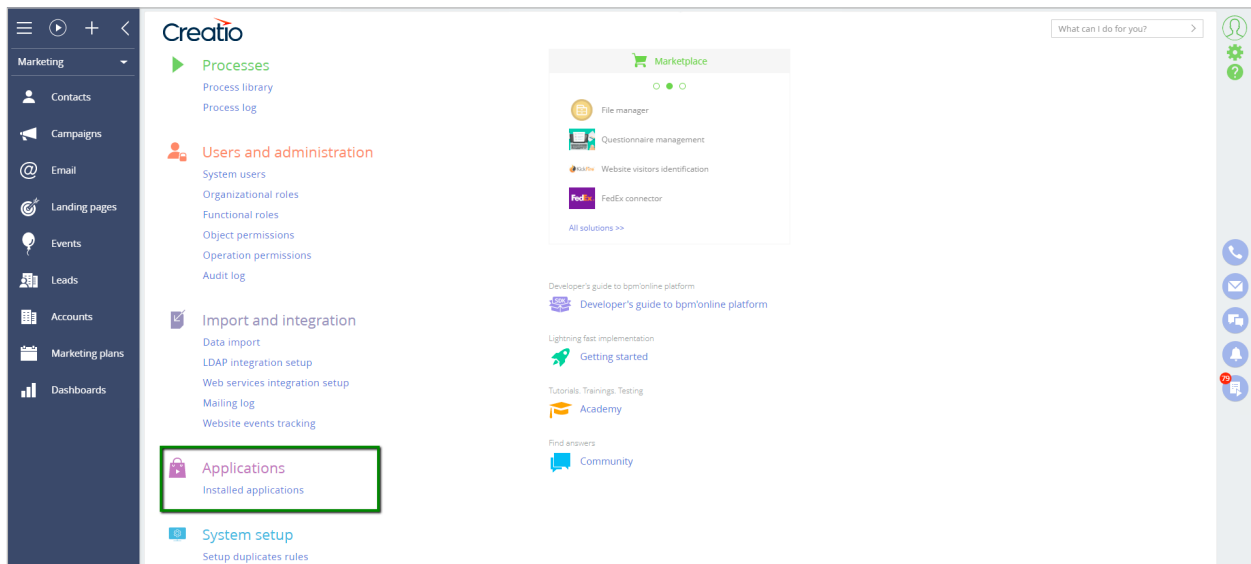 Creatio
What can I do for you?
Marketing
Contacts
Campaigns
Email
Landing pages
Events
Leads
Accounts
Marketing plans
Dashboards
Processes
Process library
Process log
Users and administration
System users
Organizational roles
Functional roles
Object permissions
Operation permissions
Audit log
Import and integration
Data import
LDAP integration setup
Web services integration setup
Mailing log
Website events tracking
Applications
Installed applications
System setup
Setup duplicates rules
Marketplace
File manager
Questionnaire management
Website visitors identification
FedEx
FedEx connector
All solutions >>
Developer's guide to bpm'online platform
SDK
Developer's guide to bpm'online platform
Lightning fast implementation
Getting started
Tutorials. Trainings. Testing
Academy
Find answers
Community
79